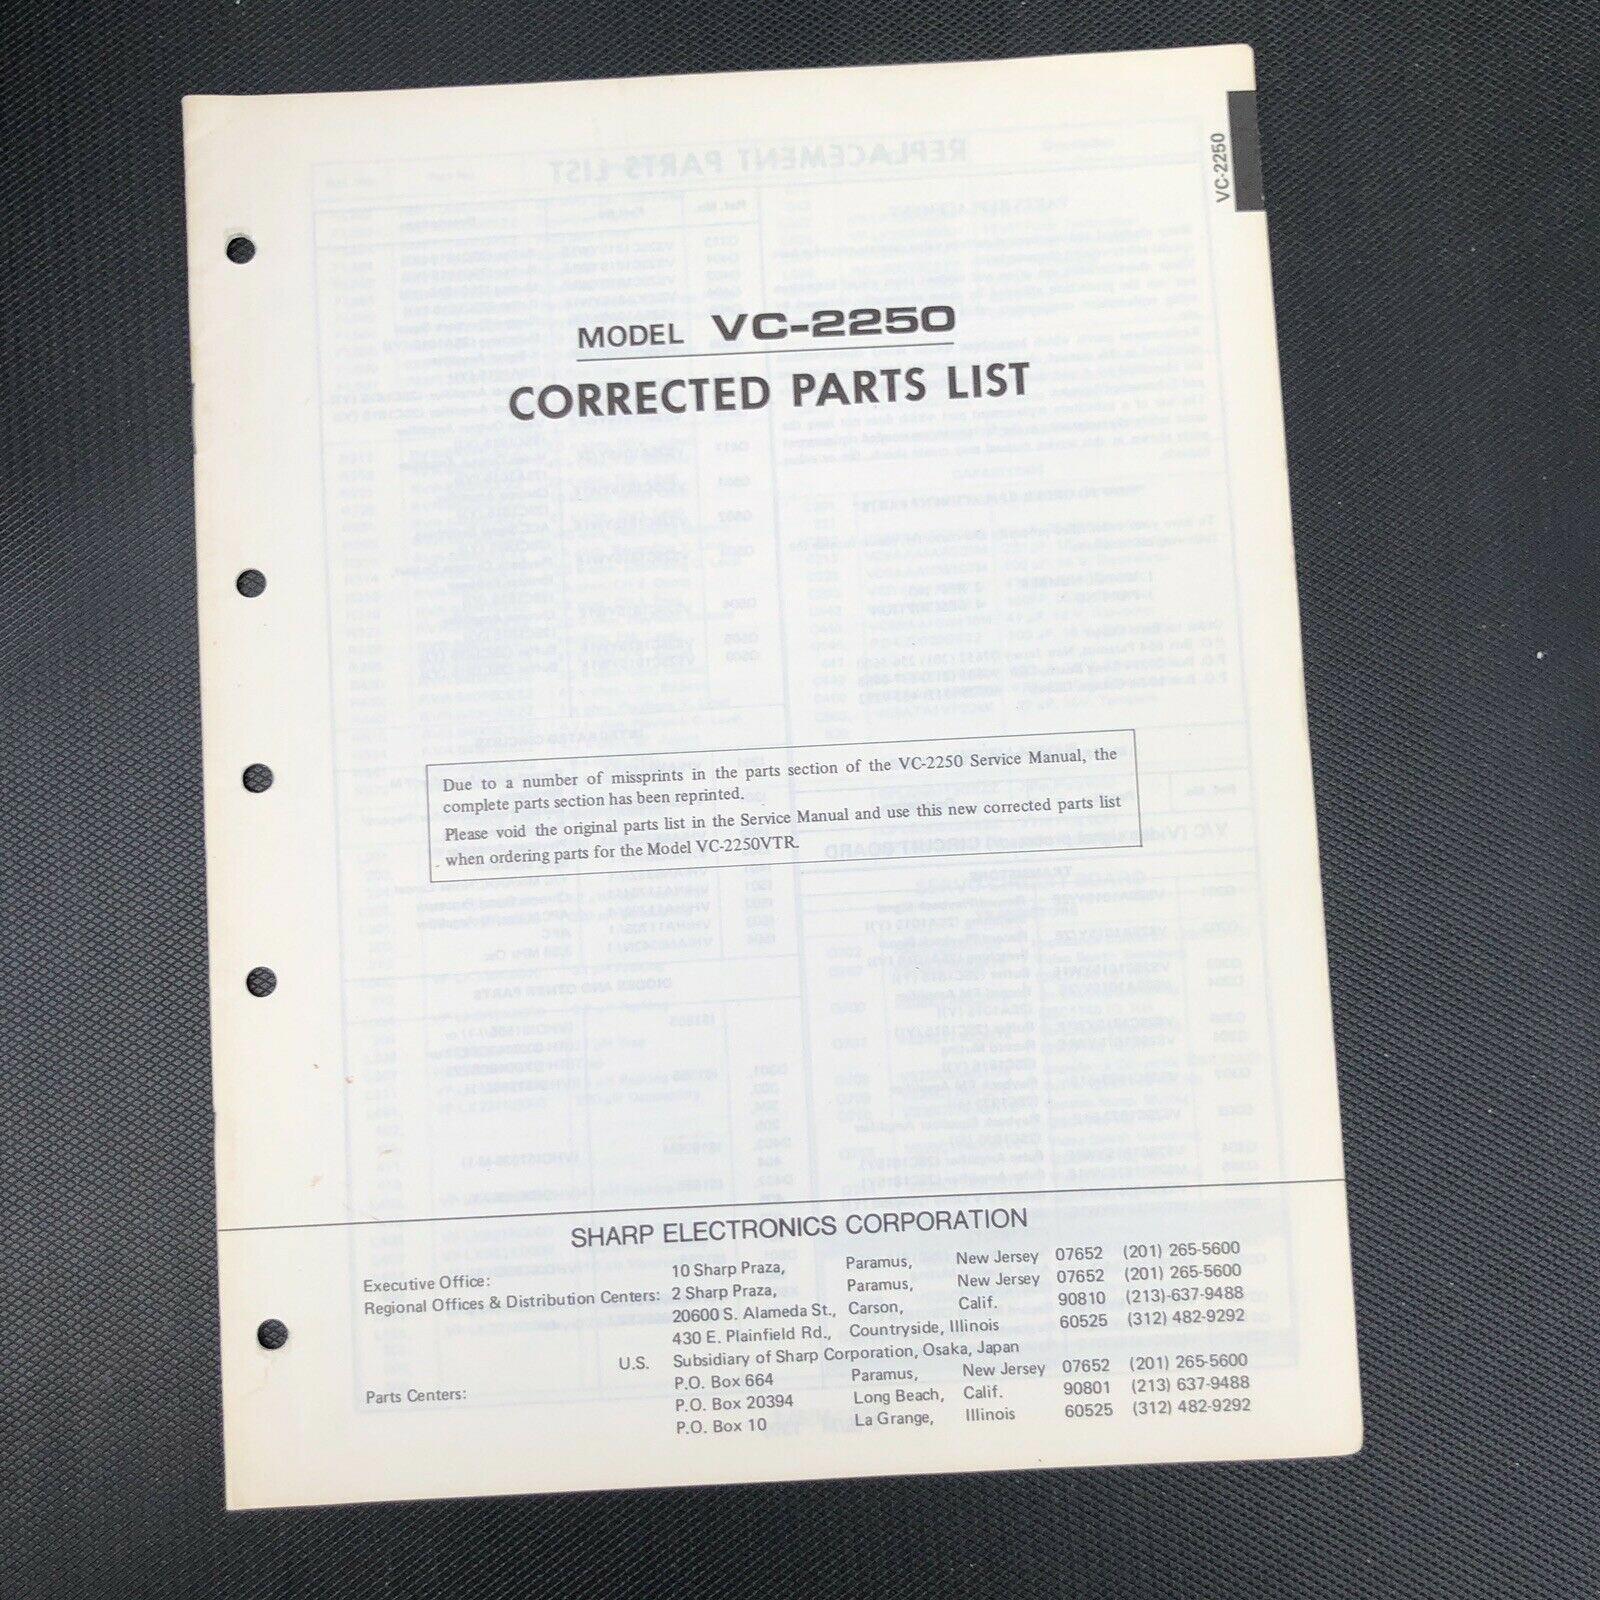 VC-2250
MODEL VC-2250
CORRECTED PARTS LIST
Due to a number of missprints in the parts section of the VC-2250 Service Manual, the
complete parts section has been reprinted.
Please void the original parts list in the Service Manual and use this new corrected parts list
when ordering parts for the Model VC-2250VTR.
SHARP ELECTRONICS CORPORATION
Executive Office: 10 Sharp Praza, Paramus, New Jersey 07652 (201) 265-5600
Regional Offices & Distribution Centers: 2 Sharp Praza, Paramus, New Jersey 07652 (201) 265-5600
20600 S. Alameda St., Carson, Calif. 90810 (213)-637-9488
430 E. Plainfield Rd., Countryside, Illinois 60525 (312) 482-9292
U.S. Subsidiary of Sharp Corporation, Osaka, Japan
Parts Centers: P.O. Box 664 Paramus, New Jersey 07652 (201) 265-5600
P.O. Box 20394 Long Beach, Calif. 90801 (213) 637-9488
P.O. Box 10 La Grange, Illinois 60525 (312) 482-9292